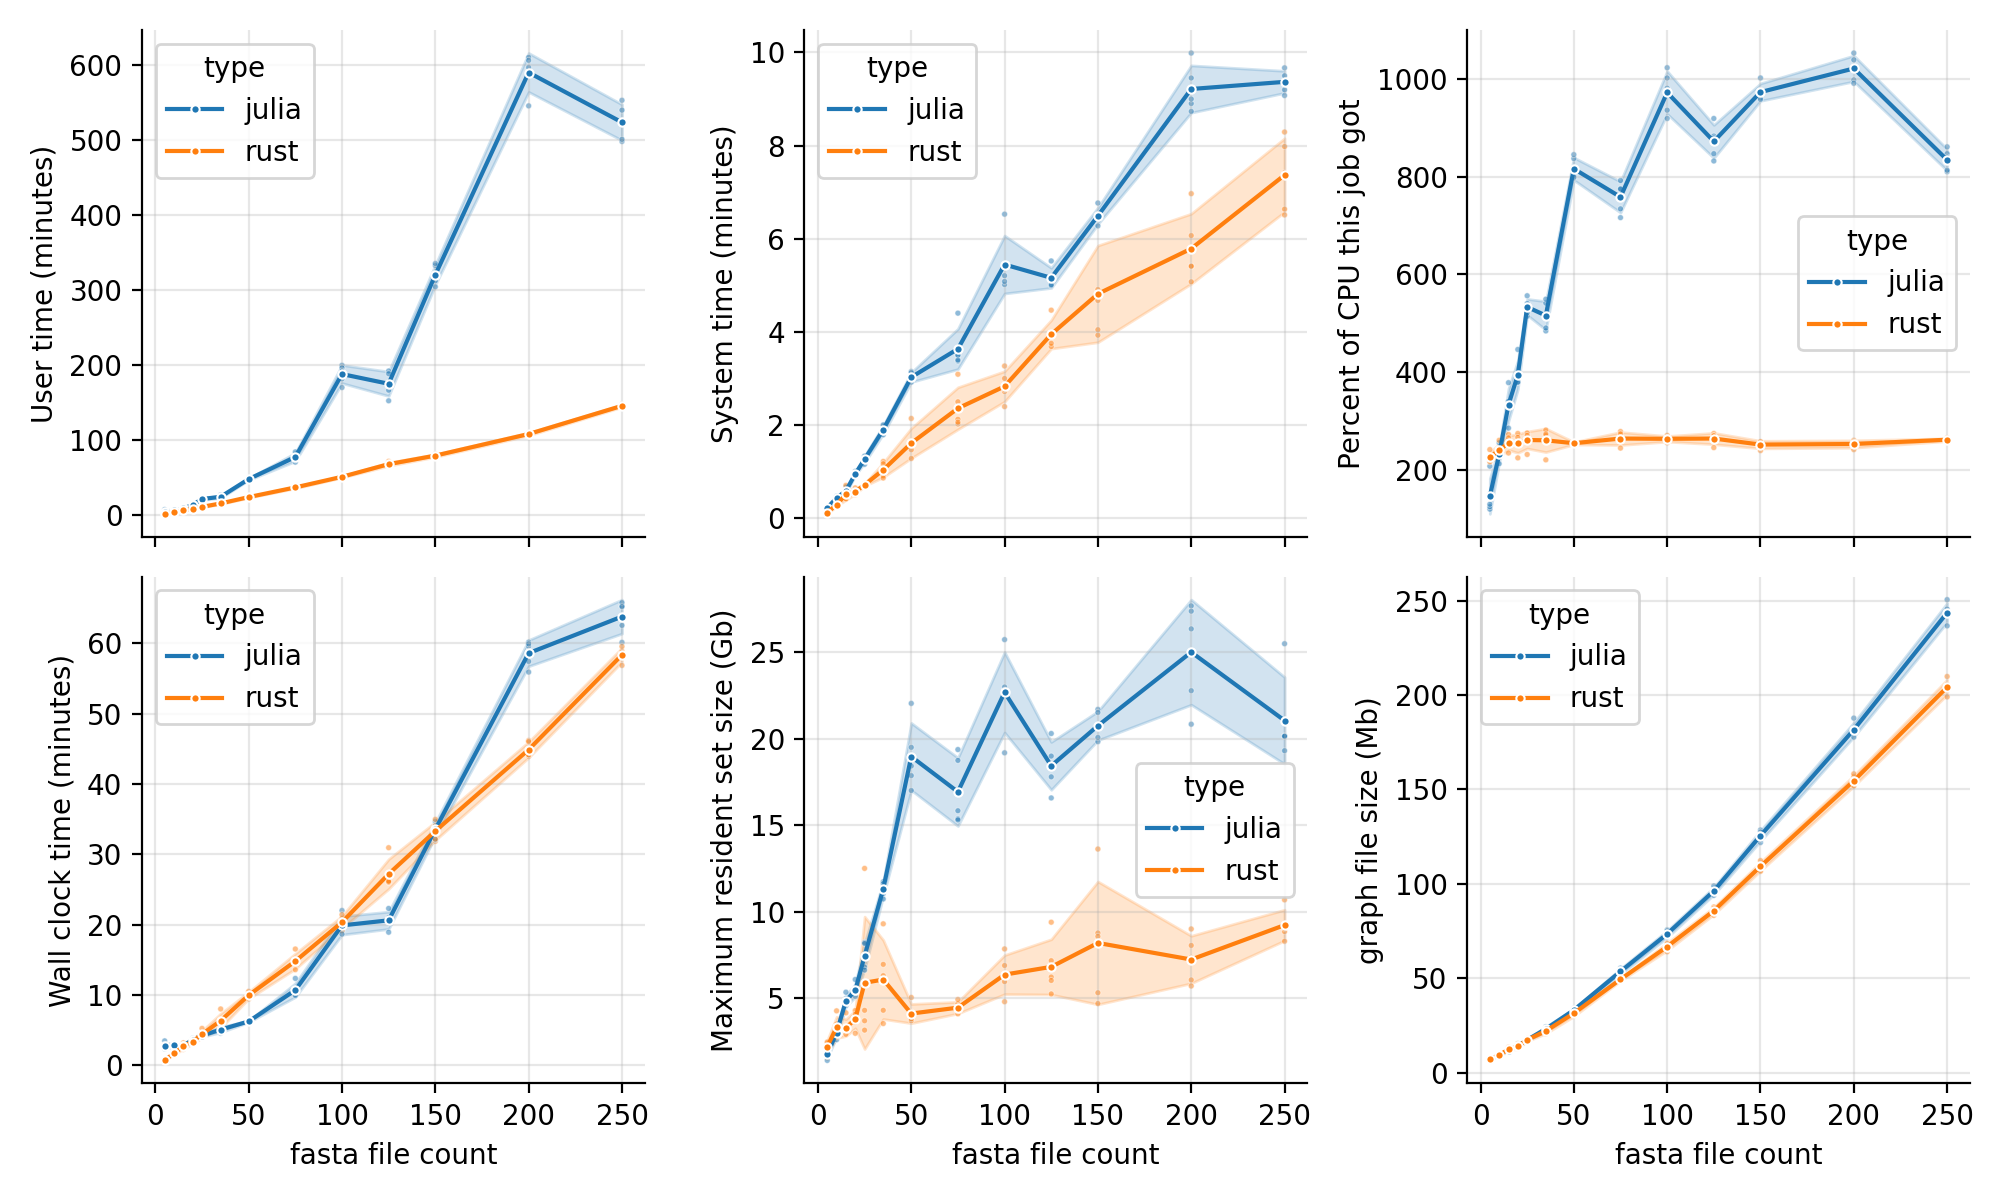 User time (minutes)
600
500
400
300
200
100
0
type
julia
rust
System time (minutes)
10
8
6
4
2
0
type
julia
rust
Percent of CPU this job got
1000
800
600
400
200
type
julia
rust
Wall clock time (minutes)
60
50
40
30
20
10
0
type
julia
rust
0 50 100 150 200 250
fasta file count
Maximum resident set size (Gb)
25
20
15
10
5
type
julia
rust
0 50 100 150 200 250
fasta file count
graph file size (Mb)
250
200
150
100
50
0
type
julia
rust
0 50 100 150 200 250
fasta file count